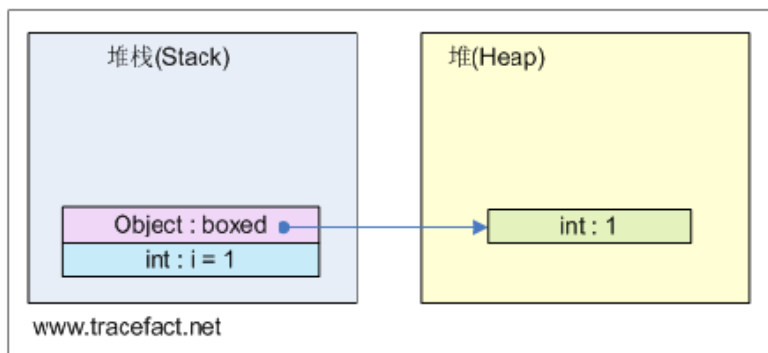 堆栈(Stack)
堆(Heap)
Object : boxed
int : 1
int : i = 1
www.tracefact.net